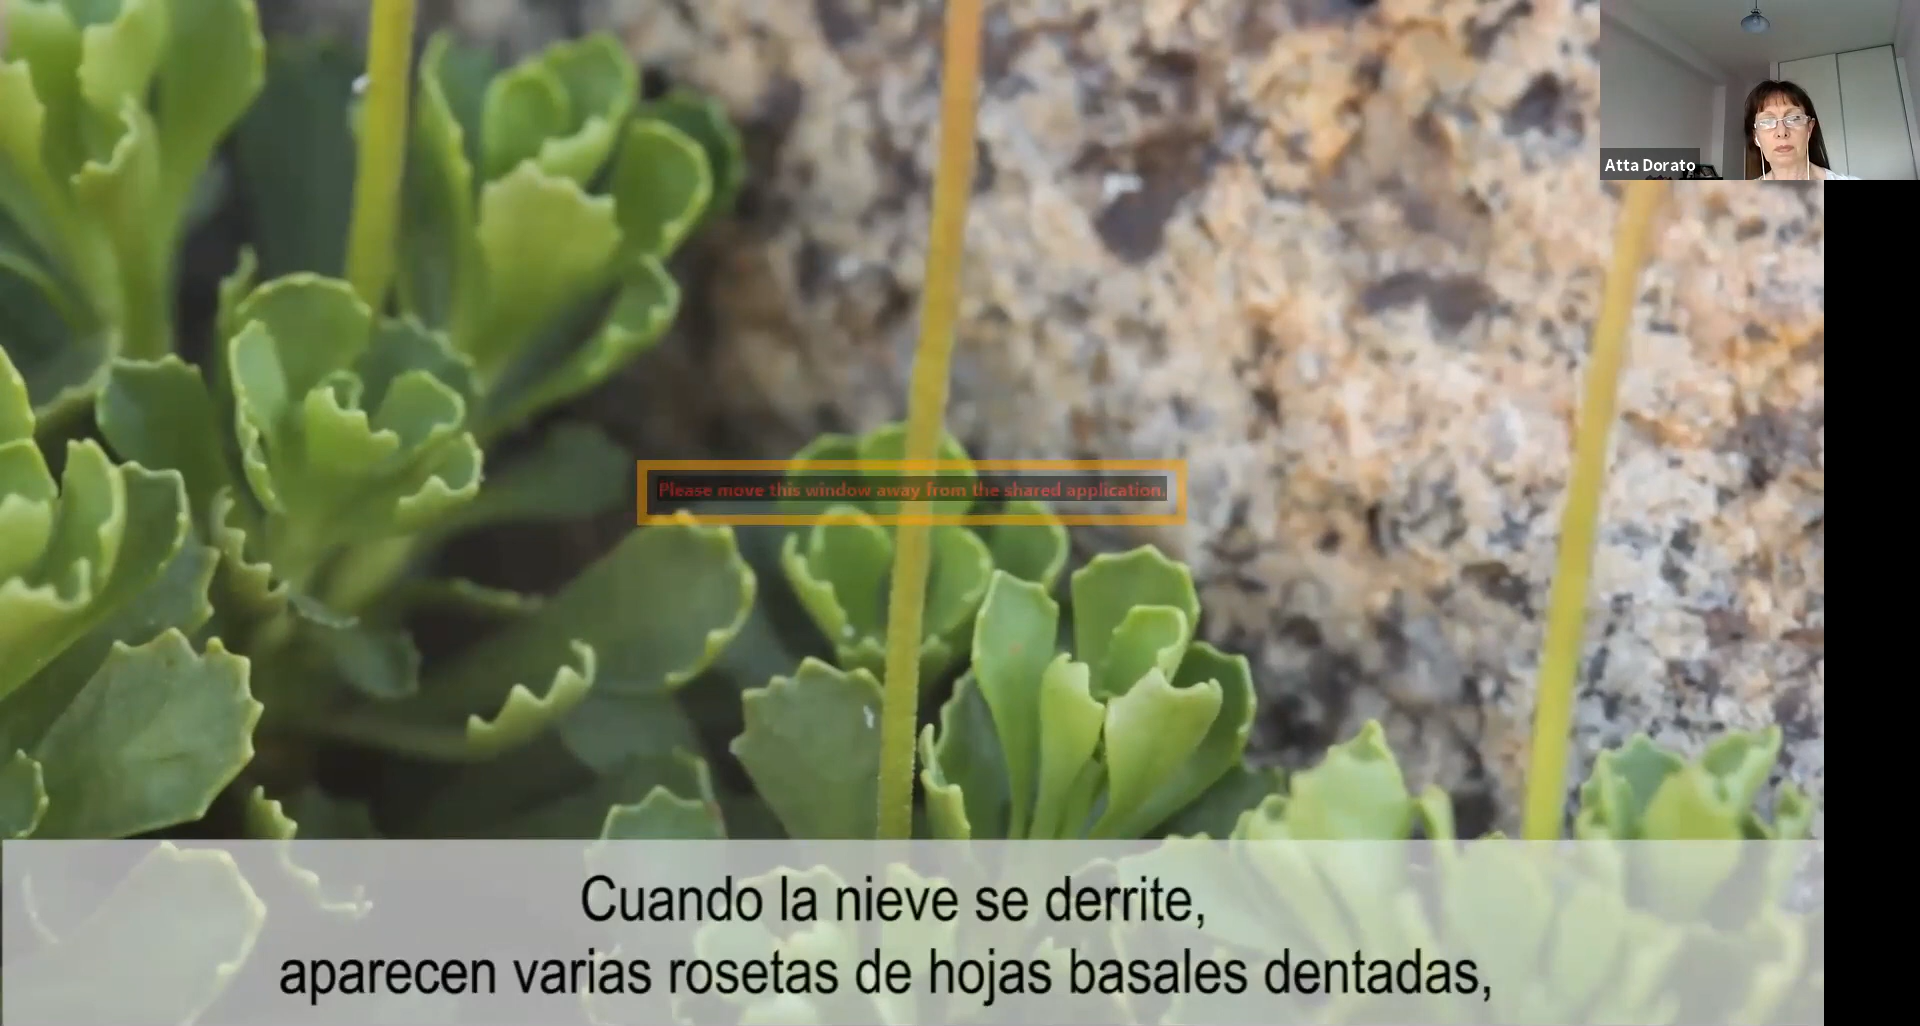 Atta Dorato
Please move this window away from the shared application.
Cuando la nieve se derrite,
aparecen varias rosetas de hojas basales dentadas,